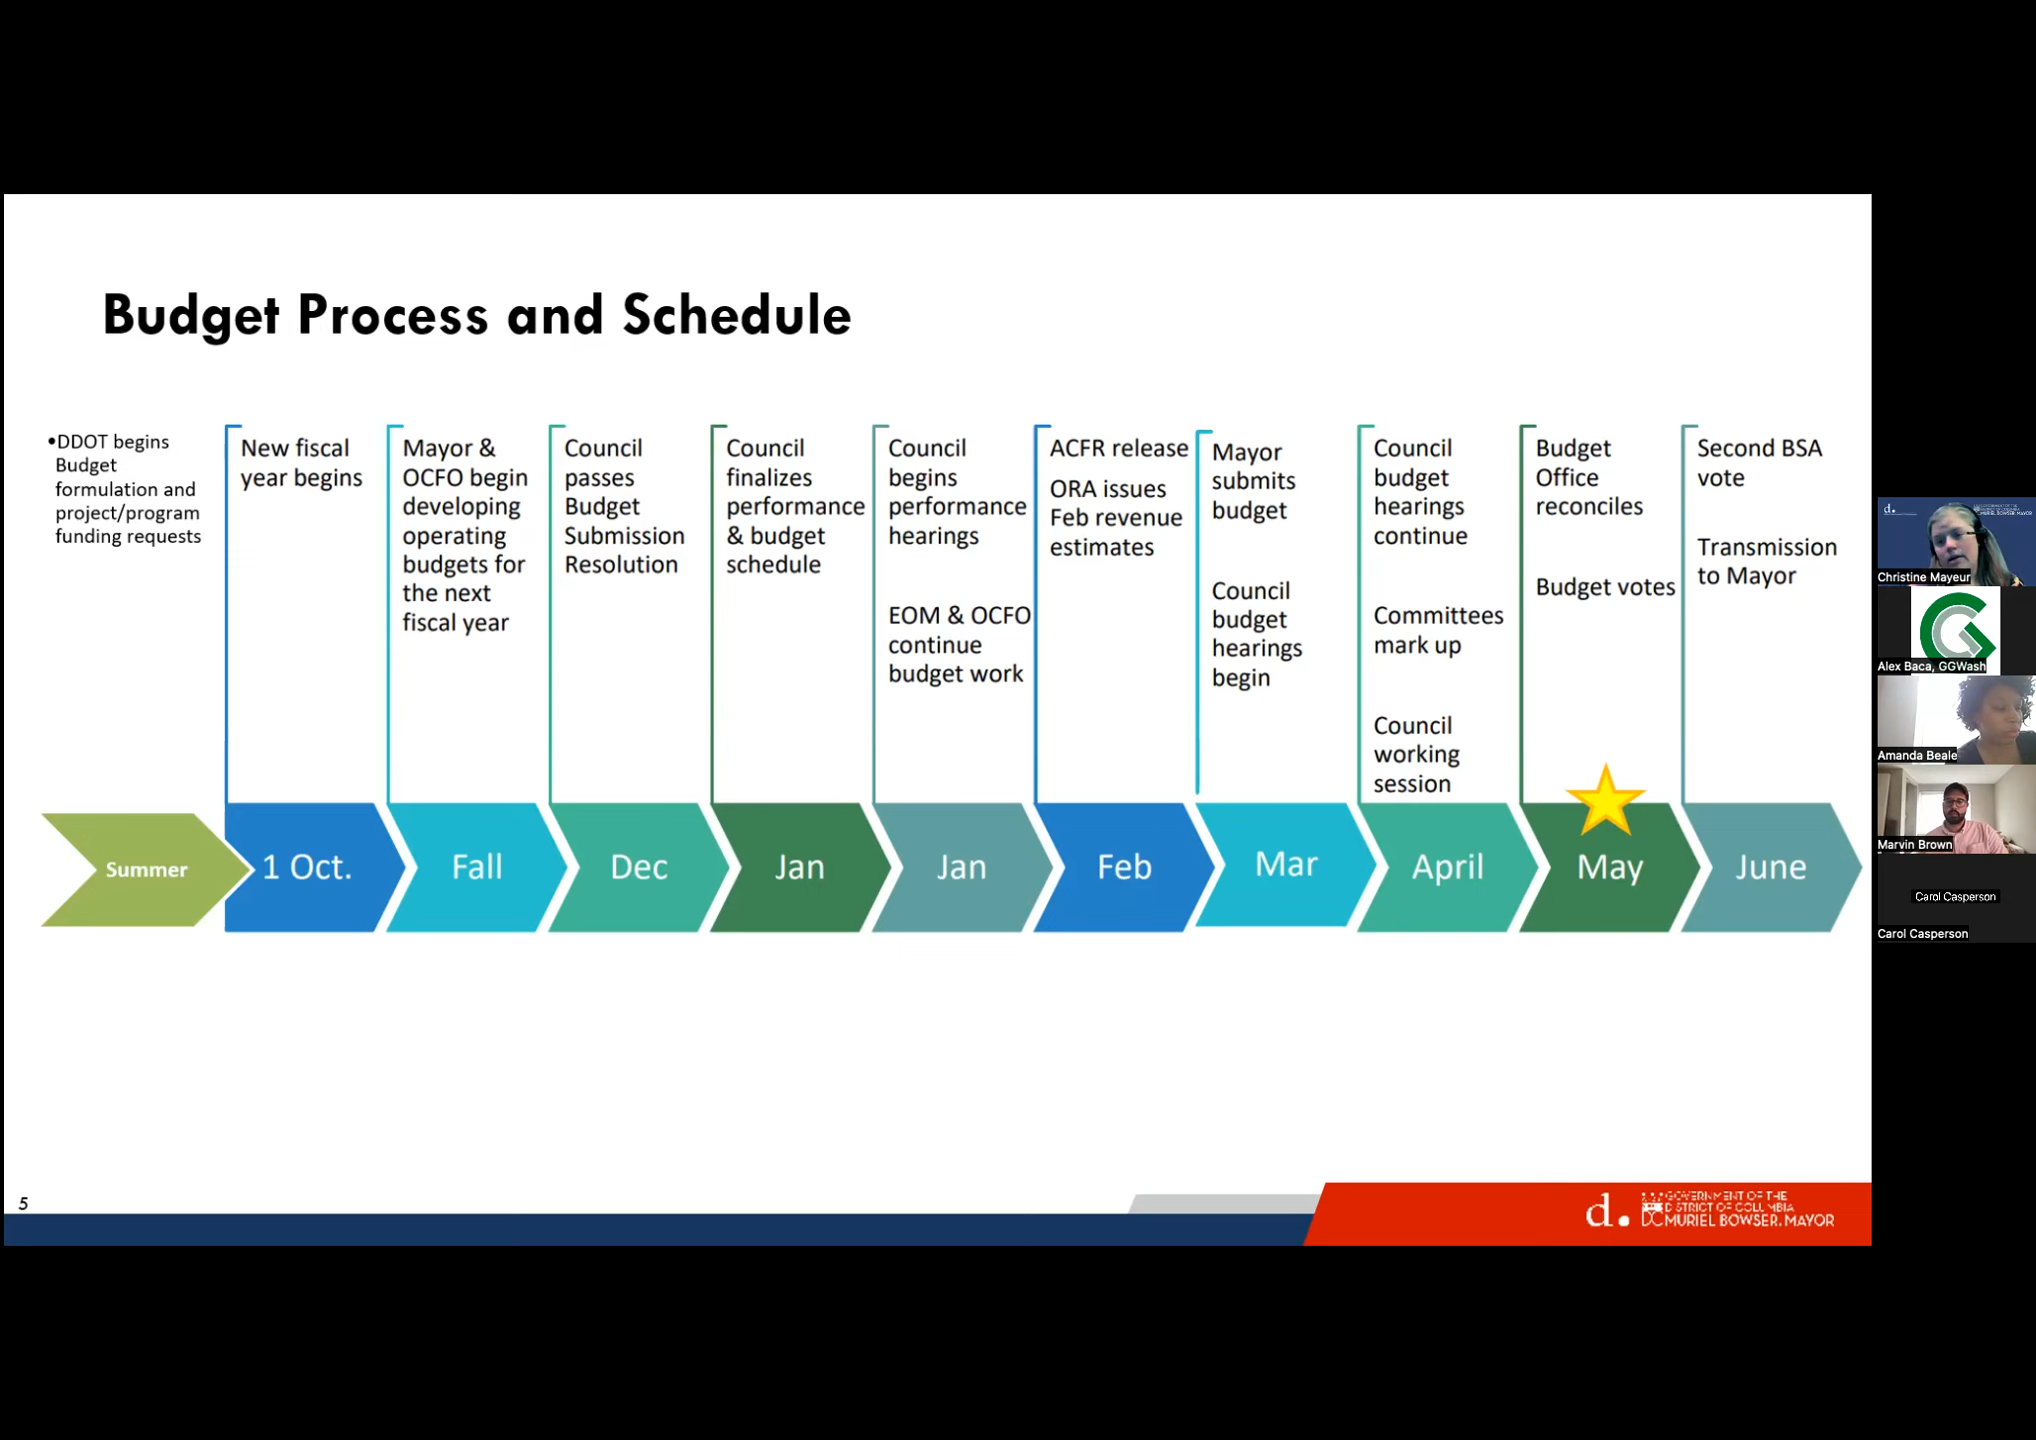 Budget Process and Schedule
•DDOT begins
Budget
formulation and
project/program
funding requests
New fiscal
year begins
Mayor &
OCFO begin
developing
operating
budgets for
the next
fiscal year
Council
passes
Budget
Submission
Resolution
Council
finalizes
performance
& budget
schedule
Council
begins
performance
hearings
EOM & OCFO
continue
budget work
ACFR release
ORA issues
Feb revenue
estimates
Mayor
submits
budget
Council
budget
hearings
begin
Council
budget
hearings
continue
Committees
mark up
Council
working
session
Budget
Office
reconciles
Budget votes
Second BSA
vote
Transmission
to Mayor
Summer
1 Oct.
Fall
Dec
Jan
Jan
Feb
Mar
April
May
June
5
d.
GOVERNMENT OF THE
DISTRICT OF COLUMBIA
DC MURIEL BOWSER, MAYOR
d.
MURIEL BOWSER, MAYOR
Christine Mayeur
Alex Baca, GGWash
Amanda Beale
Marvin Brown
Carol Casperson
Carol Casperson